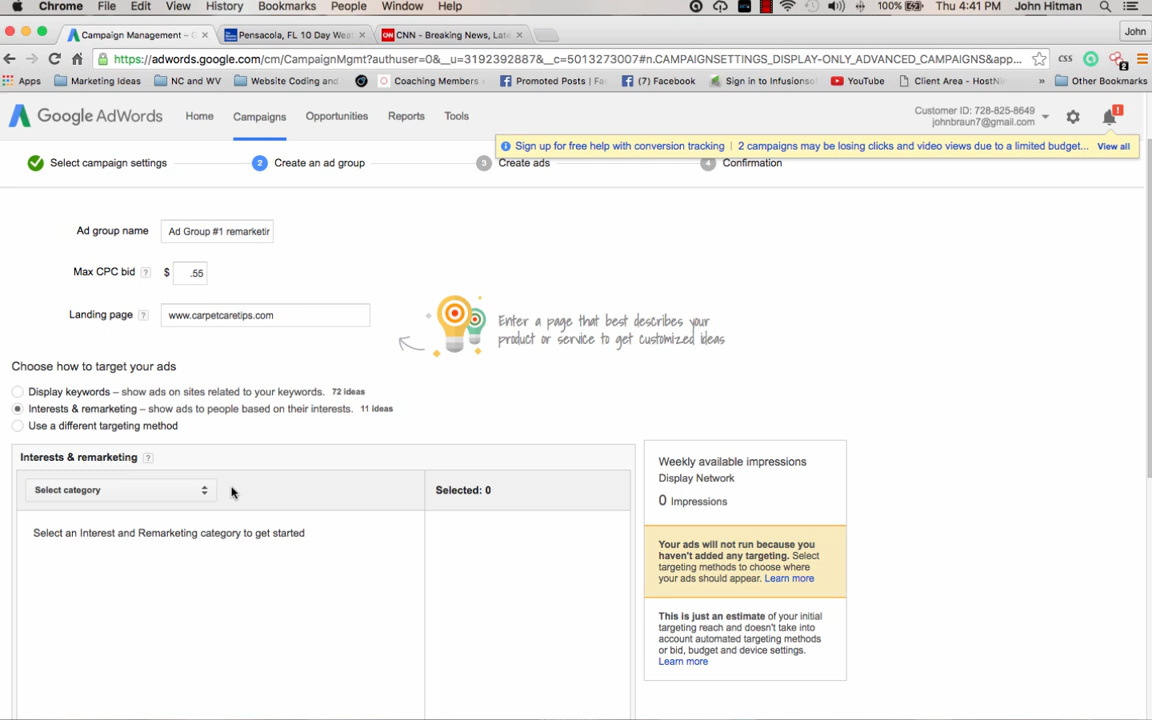 Chrome File Edit View History Bookmarks People Window Help 100% Thu 4:41 PM John Hitman
Campaign Management – G Pensacola, FL 10 Day Wea CNN - Breaking News, Late John
https://adwords.google.com/cm/CampaignMgmt?authuser=0&__u=3192392887&__c=5013273007#n.CAMPAIGNSETTINGS_DISPLAY-ONLY_ADVANCED_CAMPAIGNS&app... CSS 2
Apps Marketing Ideas NC and WV Website Coding and Coaching Members Promoted Posts | Fac (7) Facebook Sign in to Infusionso YouTube Client Area - HostNi » Other Bookmarks
Google AdWords Home Campaigns Opportunities Reports Tools
Customer ID: 728-825-8649
johnbraun7@gmail.com
!
Sign up for free help with conversion tracking | 2 campaigns may be losing clicks and video views due to a limited budget... View all
Select campaign settings 2 Create an ad group 3 Create ads 4 Confirmation
Ad group name Ad Group #1 remarketin
Max CPC bid ? $ .55
Landing page ? www.carpetcaretips.com
Enter a page that best describes your
product or service to get customized ideas
Choose how to target your ads
Display keywords – show ads on sites related to your keywords. 72 ideas
Interests & remarketing – show ads to people based on their interests. 11 ideas
Use a different targeting method
Interests & remarketing ?
Select category Selected: 0
Select an Interest and Remarketing category to get started
Weekly available impressions
Display Network
0 Impressions
Your ads will not run because you
haven't added any targeting. Select
targeting methods to choose where
your ads should appear. Learn more
This is just an estimate of your initial
targeting reach and doesn't take into
account automated targeting methods
or bid, budget and device settings.
Learn more